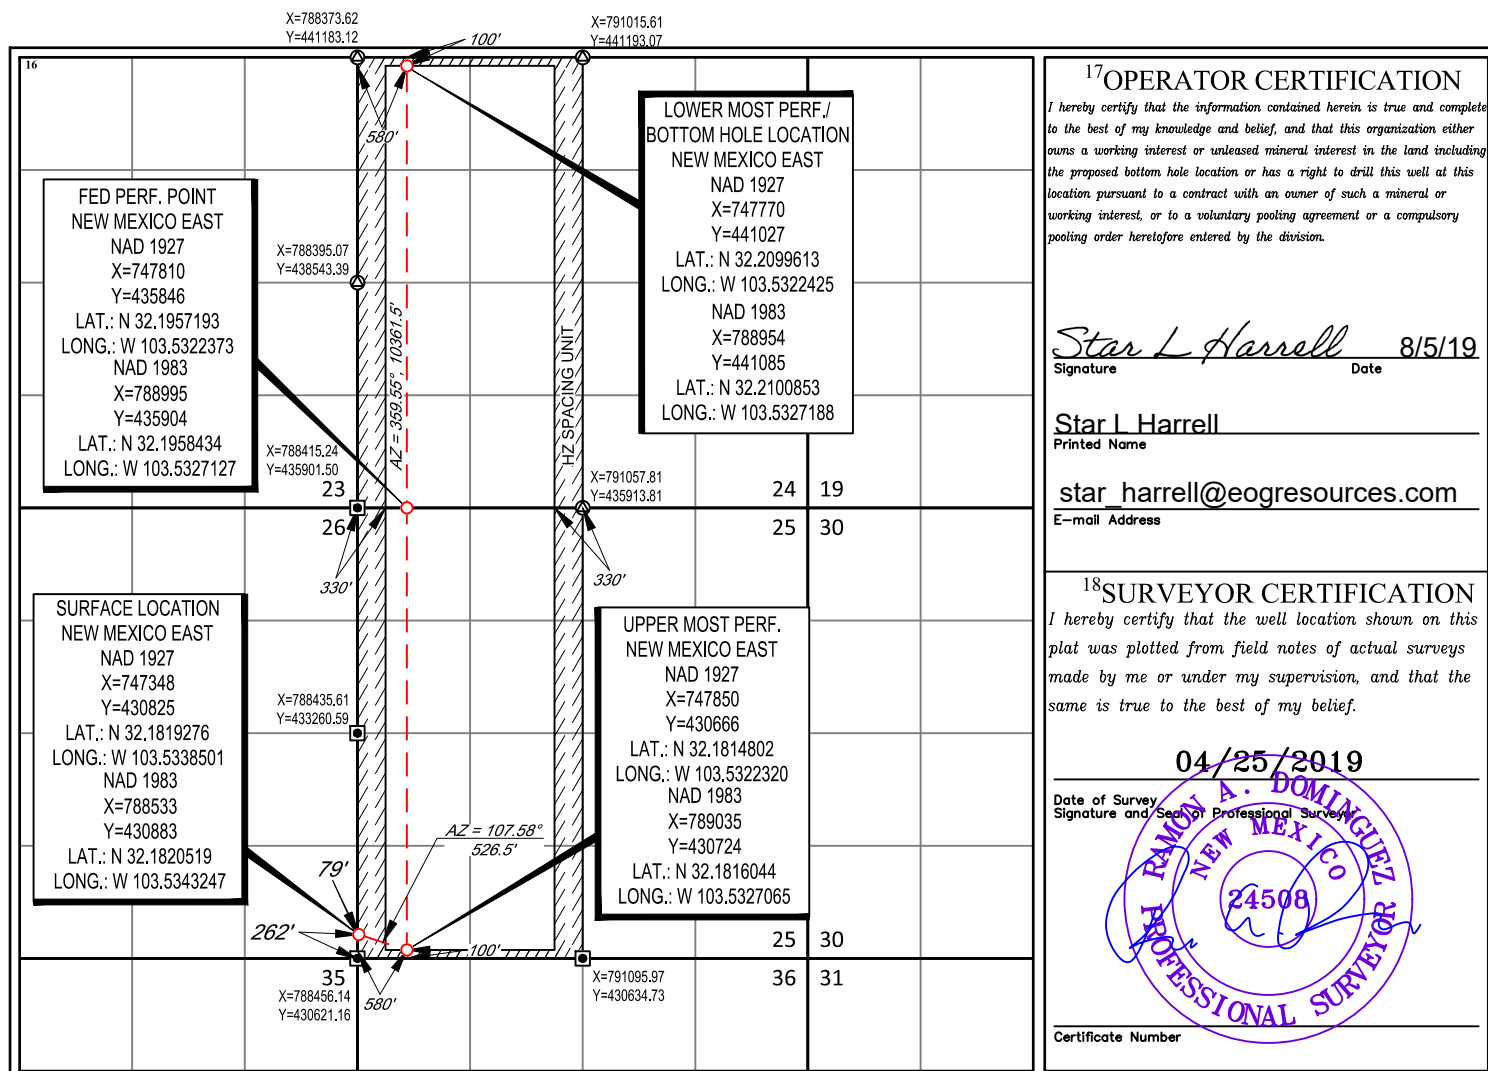 X=788373.62
Y=441183.12
X=791015.61
Y=441193.07
100'
16
580'
LOWER MOST PERF./
BOTTOM HOLE LOCATION
NEW MEXICO EAST
NAD 1927
X=747770
Y=441027
LAT.: N 32.2099613
LONG.: W 103.5322425
NAD 1983
X=788954
Y=441085
LAT.: N 32.2100853
LONG.: W 103.5327188
FED PERF. POINT
NEW MEXICO EAST
NAD 1927
X=747810
Y=435846
LAT.: N 32.1957193
LONG.: W 103.5322373
NAD 1983
X=788995
Y=435904
LAT.: N 32.1958434
LONG.: W 103.5327127
X=788395.07
Y=438543.39
AZ = 359.55°, 10361.5'
HZ SPACING UNIT
X=788415.24
Y=435901.50
X=791057.81
Y=435913.81
23
24 19
26
25 30
330'
330'
SURFACE LOCATION
NEW MEXICO EAST
NAD 1927
X=747348
Y=430825
LAT.: N 32.1819276
LONG.: W 103.5338501
NAD 1983
X=788533
Y=430883
LAT.: N 32.1820519
LONG.: W 103.5343247
X=788435.61
Y=433260.59
UPPER MOST PERF.
NEW MEXICO EAST
NAD 1927
X=747850
Y=430666
LAT.: N 32.1814802
LONG.: W 103.5322320
NAD 1983
X=789035
Y=430724
LAT.: N 32.1816044
LONG.: W 103.5327065
AZ = 107.58°
526.5'
79'
262'
100'
25 30
35
36 31
580'
X=788456.14
Y=430621.16
X=791095.97
Y=430634.73
17 OPERATOR CERTIFICATION
I hereby certify that the information contained herein is true and complete
to the best of my knowledge and belief, and that this organization either
owns a working interest or unleased mineral interest in the land including
the proposed bottom hole location or has a right to drill this well at this
location pursuant to a contract with an owner of such a mineral or
working interest, or to a voluntary pooling agreement or a compulsory
pooling order heretofore entered by the division.
Star L Harrell 8/5/19
Signature Date
Star L Harrell
Printed Name
star_harrell@eogresources.com
E-mail Address
18 SURVEYOR CERTIFICATION
I hereby certify that the well location shown on this
plat was plotted from field notes of actual surveys
made by me or under my supervision, and that the
same is true to the best of my belief.
04/25/2019
Date of Survey
Signature and Seal of Professional Surveyor
RAMON A. DOMINGUEZ
NEW MEXICO
24508
PROFESSIONAL SURVEYOR
Certificate Number